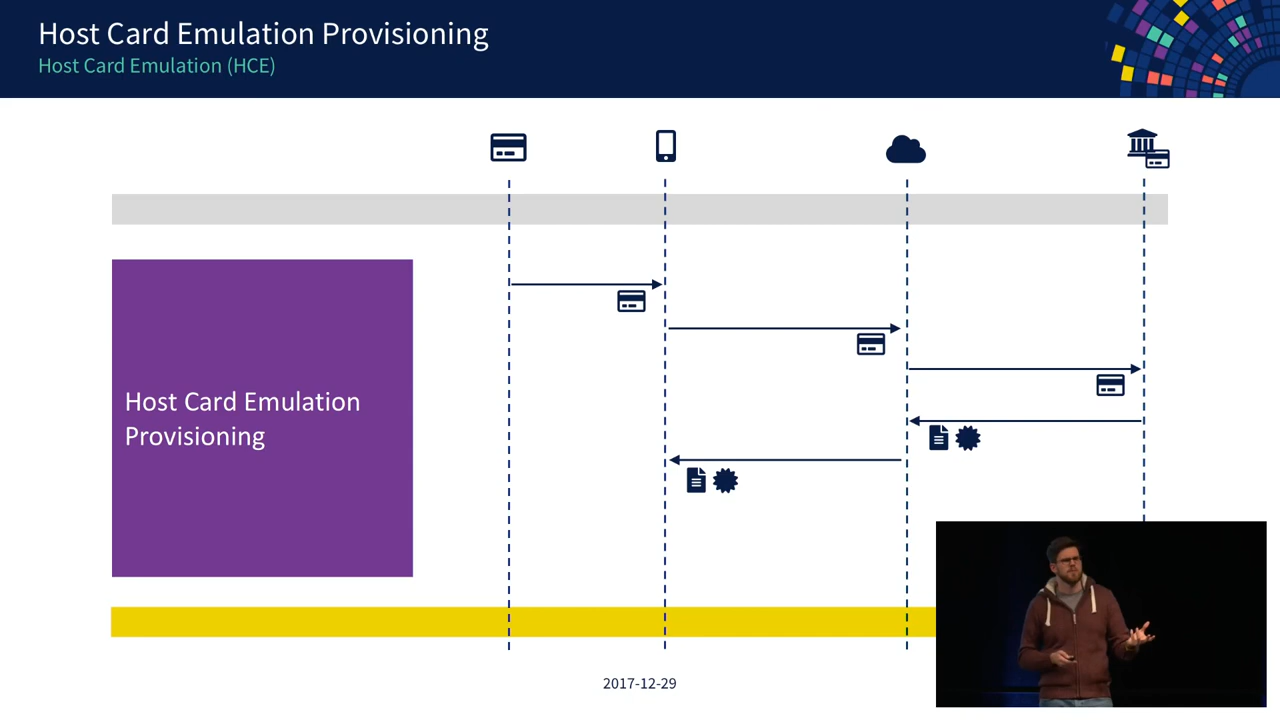 Host Card Emulation Provisioning
Host Card Emulation (HCE)
Host Card Emulation
Provisioning
2017-12-29